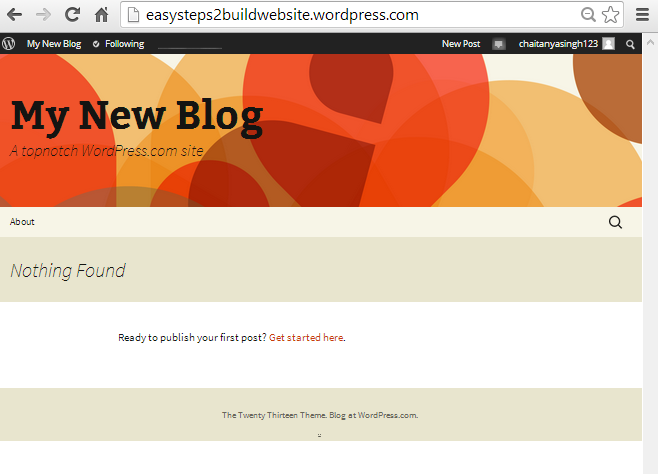 easysteps2buildwebsite.wordpress.com
My New Blog Following New Post chaitanyasingh123
My New Blog
A topnotch WordPress.com site
About
Nothing Found
Ready to publish your first post? Get started here.
The Twenty Thirteen Theme. Blog at WordPress.com.